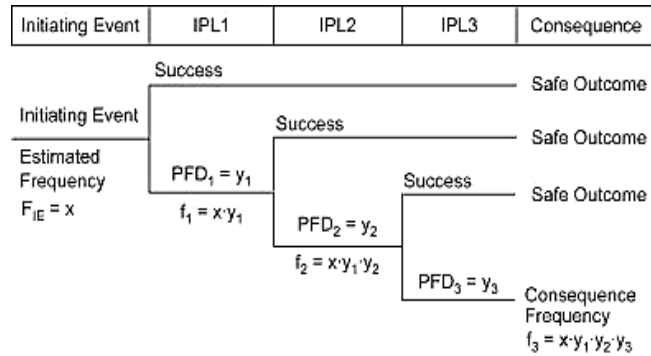 Initiating Event IPL1 IPL2 IPL3 Consequence
Success
Safe Outcome
Initiating Event
Success
Safe Outcome
Estimated
Frequency
F_IE = x
PFD₁ = y₁
f₁ = x·y₁
Success
Safe Outcome
PFD₂ = y₂
f₂ = x·y₁·y₂
PFD₃ = y₃
Consequence
Frequency
f₃ = x·y₁·y₂·y₃